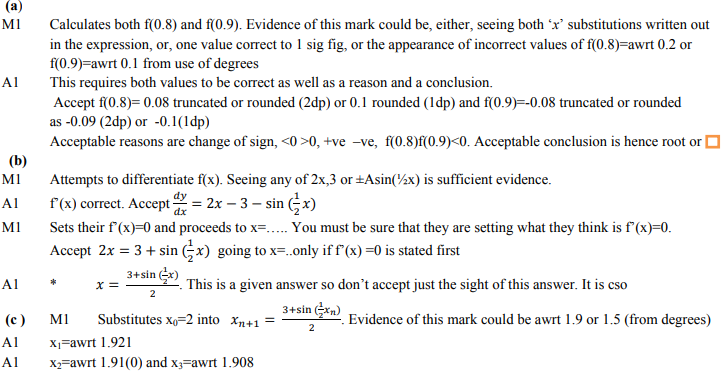 (a)
M1 Calculates both f(0.8) and f(0.9). Evidence of this mark could be, either, seeing both ‘x’ substitutions written out
in the expression, or, one value correct to 1 sig fig, or the appearance of incorrect values of f(0.8)=awrt 0.2 or
f(0.9)=awrt 0.1 from use of degrees
A1 This requires both values to be correct as well as a reason and a conclusion.
Accept f(0.8)= 0.08 truncated or rounded (2dp) or 0.1 rounded (1dp) and f(0.9)=-0.08 truncated or rounded
as -0.09 (2dp) or -0.1(1dp)
Acceptable reasons are change of sign, <0 >0, +ve –ve, f(0.8)f(0.9)<0. Acceptable conclusion is hence root or □
(b)
M1 Attempts to differentiate f(x). Seeing any of 2x,3 or ±Asin(½x) is sufficient evidence.
A1 f’(x) correct. Accept dy/dx = 2x − 3 − sin (1/2 x)
M1 Sets their f’(x)=0 and proceeds to x=….. You must be sure that they are setting what they think is f’(x)=0.
Accept 2x = 3 + sin (1/2 x) going to x=..only if f’(x) =0 is stated first
A1 * x = (3+sin (1/2 x))/2. This is a given answer so don’t accept just the sight of this answer. It is cso
(c ) M1 Substitutes x₀=2 into xₙ₊₁ = (3+sin (1/2 xₙ))/2. Evidence of this mark could be awrt 1.9 or 1.5 (from degrees)
A1 x₁=awrt 1.921
A1 x₂=awrt 1.91(0) and x₃=awrt 1.908